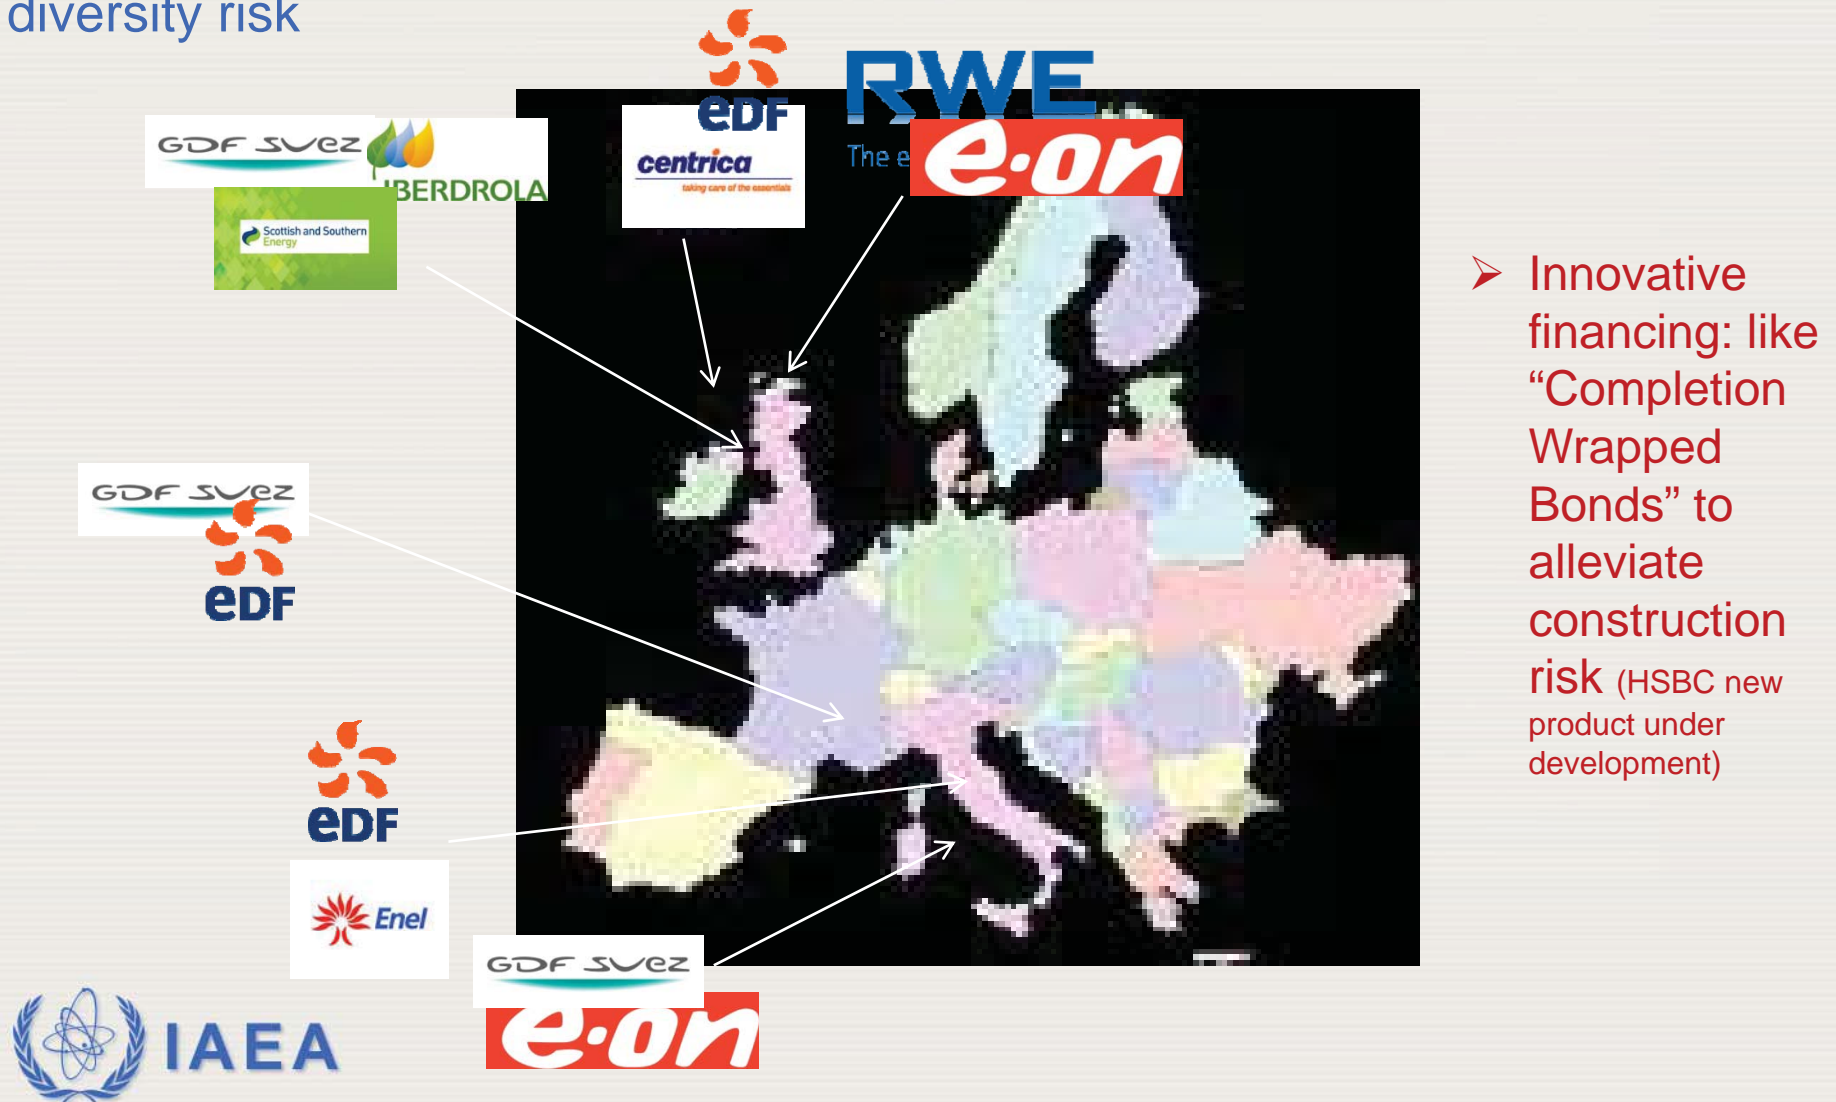 diversity risk
eDF
RWE
The e
e·on
GDF SUEZ
IBERDROLA
centrica
taking care of the essentials
Scottish and Southern
Energy
➢ Innovative
financing: like
“Completion
Wrapped
Bonds” to
alleviate
construction
risk (HSBC new
product under
development)
GDF SUEZ
eDF
eDF
Enel
GDF SUEZ
e·on
IAEA